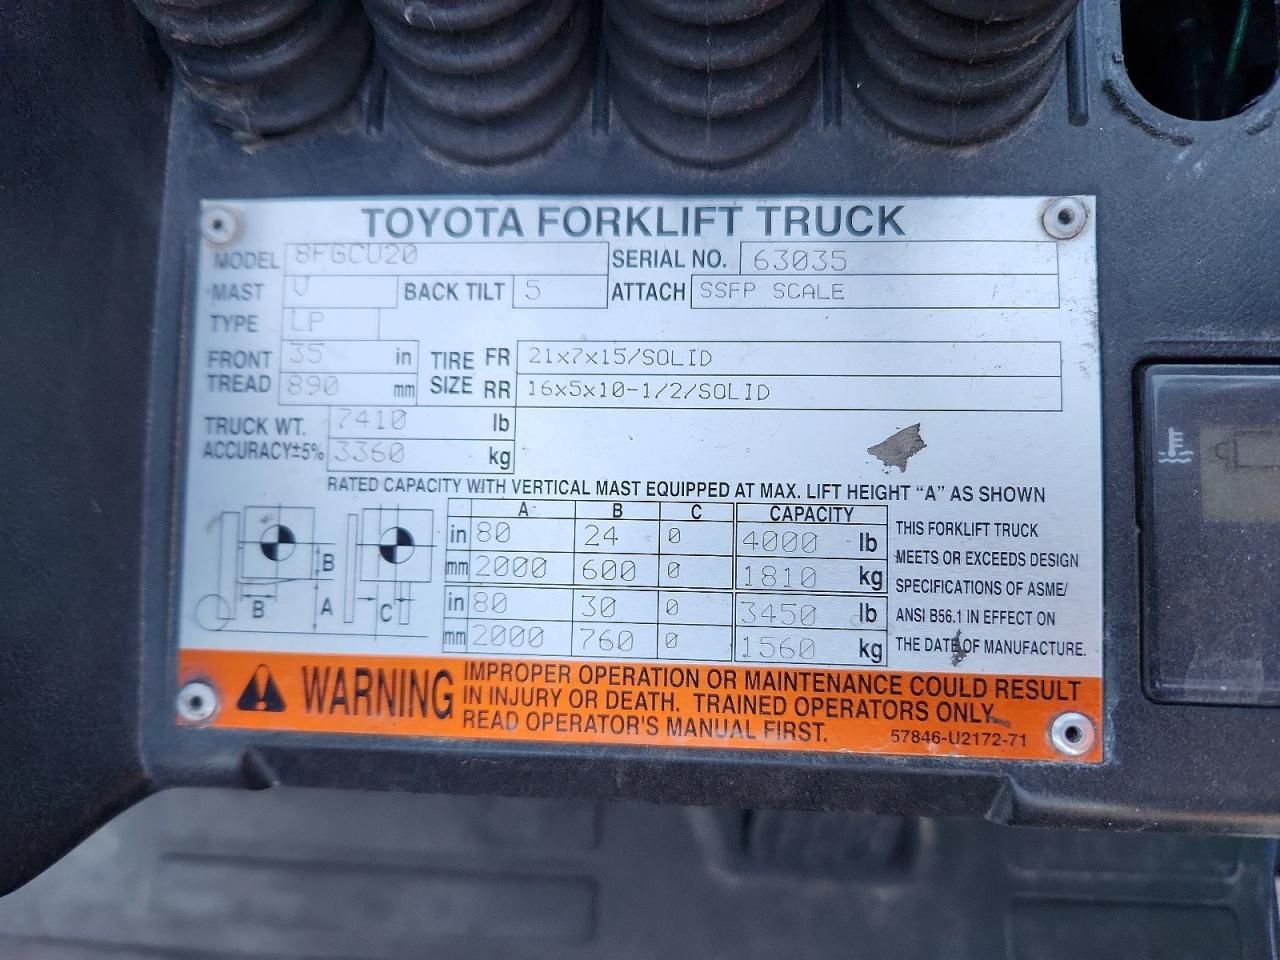 TOYOTA FORKLIFT TRUCK
MODEL 8FGCU20 SERIAL NO. 63035
MAST V BACK TILT 5 ATTACH SSFP SCALE
TYPE LP
FRONT TREAD 35 in TIRE SIZE FR 21x7x15/SOLID
890 mm RR 16x5x10-1/2/SOLID
TRUCK WT. 7410 lb
ACCURACY±5% 3360 kg
RATED CAPACITY WITH VERTICAL MAST EQUIPPED AT MAX. LIFT HEIGHT "A" AS SHOWN
A B C CAPACITY
in 80 24 0 4000 lb
mm 2000 600 0 1810 kg
in 80 30 0 3450 lb
mm 2000 760 0 1560 kg
B
B A C
THIS FORKLIFT TRUCK
MEETS OR EXCEEDS DESIGN
SPECIFICATIONS OF ASME/
ANSI B56.1 IN EFFECT ON
THE DATE OF MANUFACTURE.
WARNING
IMPROPER OPERATION OR MAINTENANCE COULD RESULT
IN INJURY OR DEATH. TRAINED OPERATORS ONLY.
READ OPERATOR'S MANUAL FIRST.
57846-U2172-71